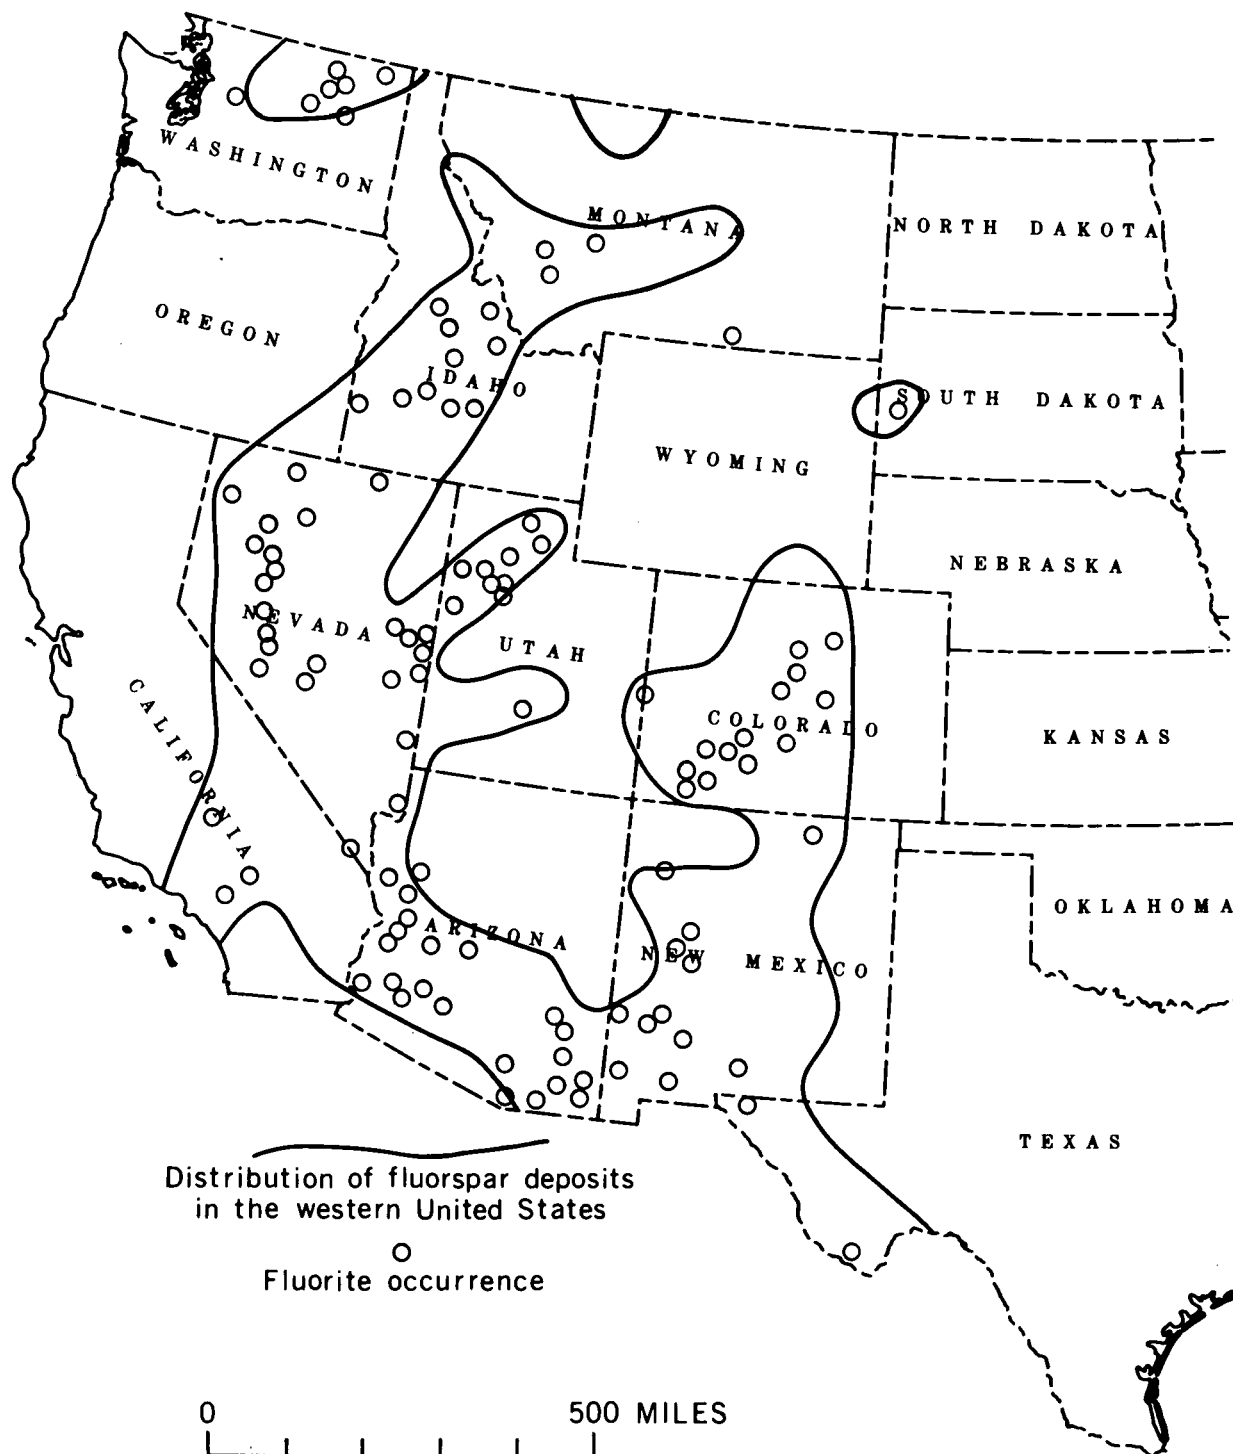 WASHINGTON
MONTANA
NORTH DAKOTA
OREGON
IDAHO
SOUTH DAKOTA
WYOMING
NEBRASKA
NEVADA
UTAH
CALIFORNIA
COLORADO
KANSAS
ARIZONA
NEW MEXICO
OKLAHOMA
TEXAS
Distribution of fluorspar deposits
in the western United States
Fluorite occurrence
0 500 MILES